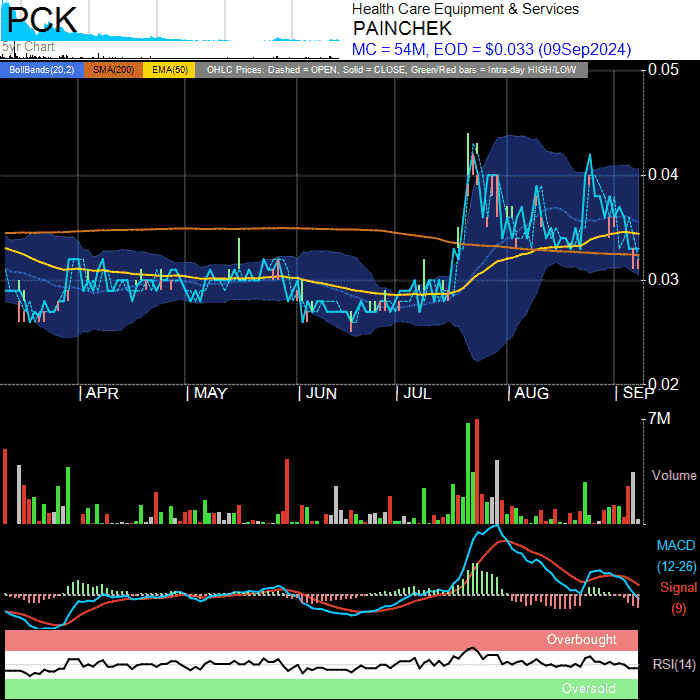 PCK
5yr Chart
Health Care Equipment & Services
PAINCHEK
MC = 54M, EOD = $0.033 (09Sep2024)
BollBands(20,2) SMA(200) EMA(50) OHLC Prices: Dashed = OPEN, Solid = CLOSE, Green/Red bars = Intra-day HIGH/LOW
0.05
0.04
0.03
0.02
APR MAY JUN JUL AUG SEP
7M
Volume
MACD
(12-26)
Signal
(9)
Overbought
RSI(14)
Oversold